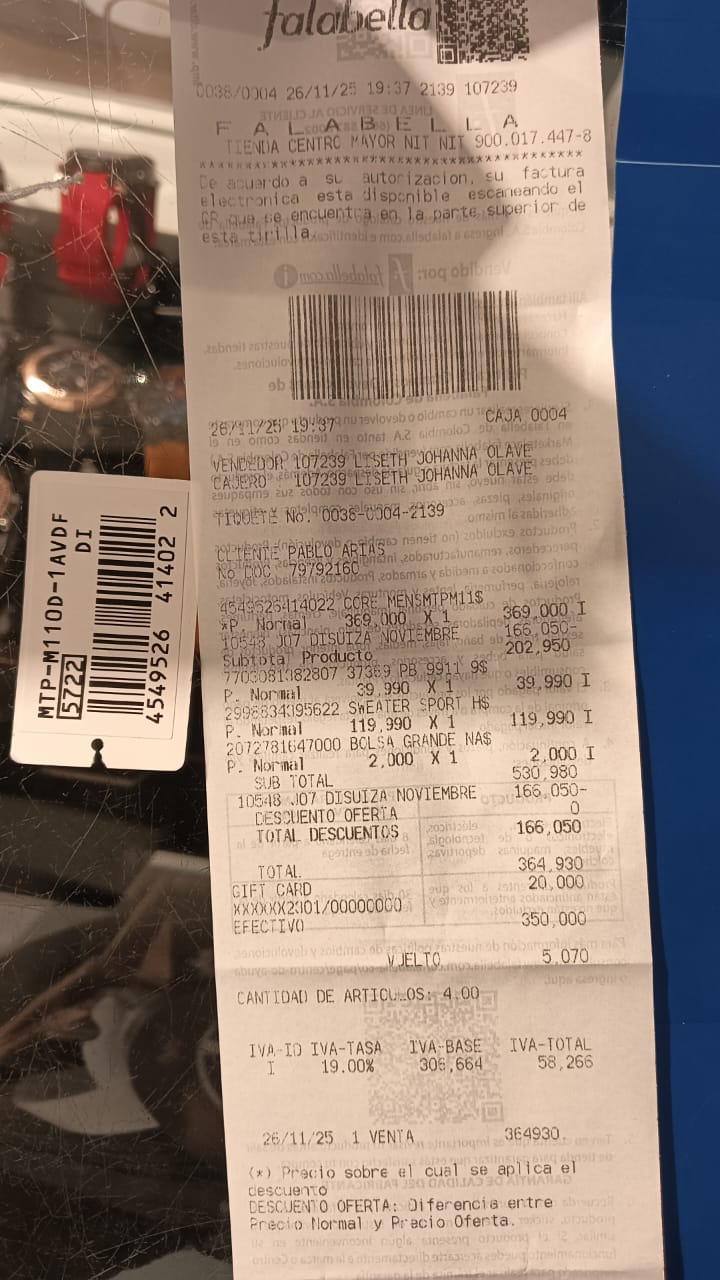 falabella
0038/0004 26/11/25 19:37 2139 107239
F A L A B E L L A
TIENDA CENTRO MAYOR NIT NIT 900.017.447-8
******************************************
De acuerdo a su autorizacion, su factura
electronica esta disponible escaneando el
QR que se encuentra en la parte superior de
esta tirilla.
26/11/25 19:37 CAJA 0004
VENDEDOR 107239 LISETH JOHANNA OLAVE
CAJERO 107239 LISETH JOHANNA OLAVE
TIQUETE No. 0038-0004-2139
CLIENTE PABLO ARIAS
No DOC 79792160
4549526414022 CORE MENSMTPM11$
*P. Normal 369,000 X 1 369,000 I
10548 J07 DISUIZA NOVIEMBRE 166,050-
Subtotal Producto 202,950
7703081382807 37369 PB 9911 9$
P. Normal 39,990 X 1 39,990 I
2998834395622 SWEATER SPORT H$
P. Normal 119,990 X 1 119,990 I
2072781647000 BOLSA GRANDE NA$
P. Normal 2,000 X 1 2,000 I
SUB TOTAL 530,980
10548 J07 DISUIZA NOVIEMBRE 166,050-
DESCUENTO OFERTA 0
TOTAL DESCUENTOS 166,050
TOTAL 364,930
GIFT CARD 20,000
XXXXXX2301/00000000
EFECTIVO 350,000
VUELTO 5,070
CANTIDAD DE ARTICULOS: 4.00
IVA-ID IVA-TASA IVA-BASE IVA-TOTAL
I 19.00% 306,664 58,266
26/11/25 1 VENTA 364930
(*) Precio sobre el cual se aplica el
descuento
DESCUENTO OFERTA: Diferencia entre
Precio Normal y Precio Oferta.
MTP-M110D-1AVDF
DI
5722
4549526 41402 2